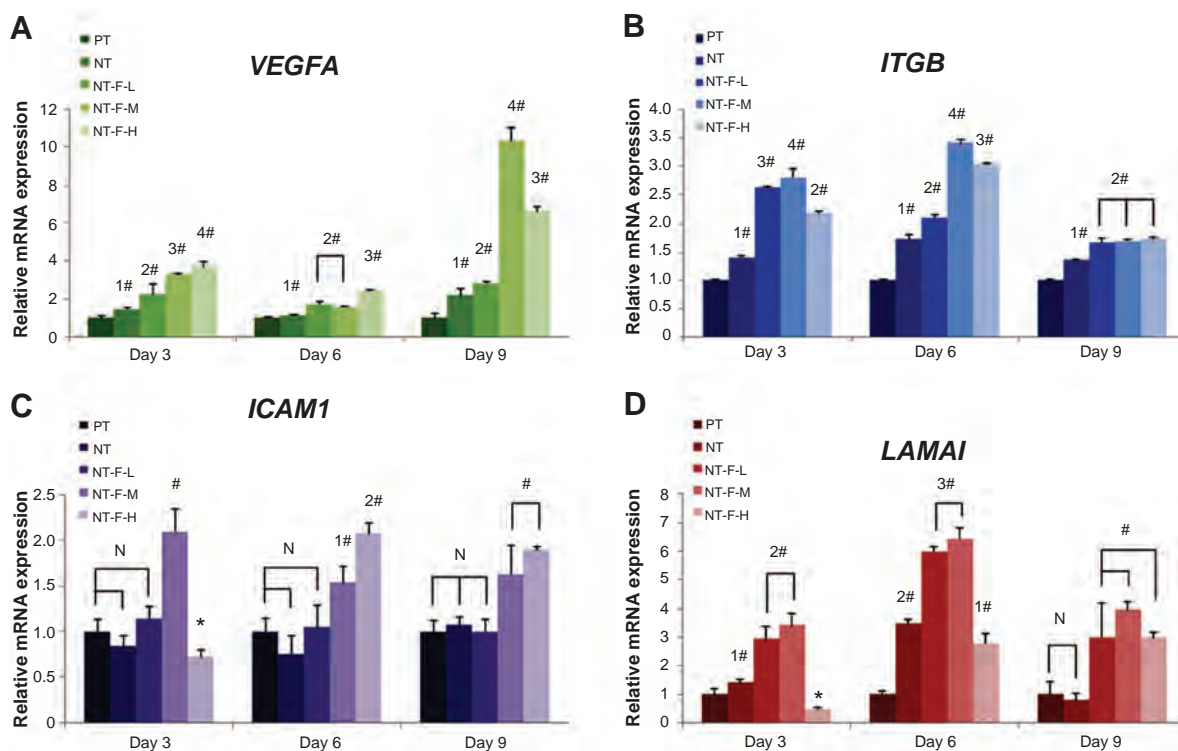 A
PT
NT
NT-F-L
NT-F-M
NT-F-H
VEGFA
Relative mRNA expression
12
10
8
6
4
2
0
1#
2#
3#
4#
1#
2#
3#
1#
2#
4#
3#
Day 3
Day 6
Day 9
B
PT
NT
NT-F-L
NT-F-M
NT-F-H
ITGB
Relative mRNA expression
4.0
3.5
3.0
2.5
2.0
1.5
1.0
0.5
0.0
1#
3#
4#
2#
1#
2#
4#
3#
1#
2#
Day 3
Day 6
Day 9
C
PT
NT
NT-F-L
NT-F-M
NT-F-H
ICAM1
Relative mRNA expression
2.5
2.0
1.5
1.0
0.5
0.0
N
#
*
N
1#
2#
N
#
Day 3
Day 6
Day 9
D
PT
NT
NT-F-L
NT-F-M
NT-F-H
LAMAI
Relative mRNA expression
8
7
6
5
4
3
2
1
0
1#
2#
*
2#
3#
1#
N
#
Day 3
Day 6
Day 9